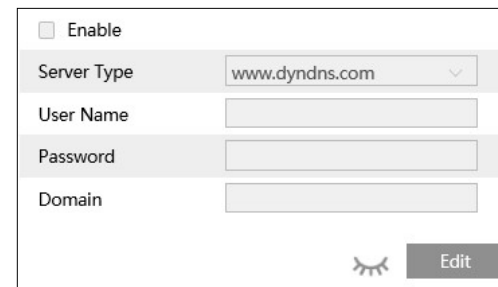 Enable
Server Type www.dyndns.com
User Name
Password
Domain
Edit